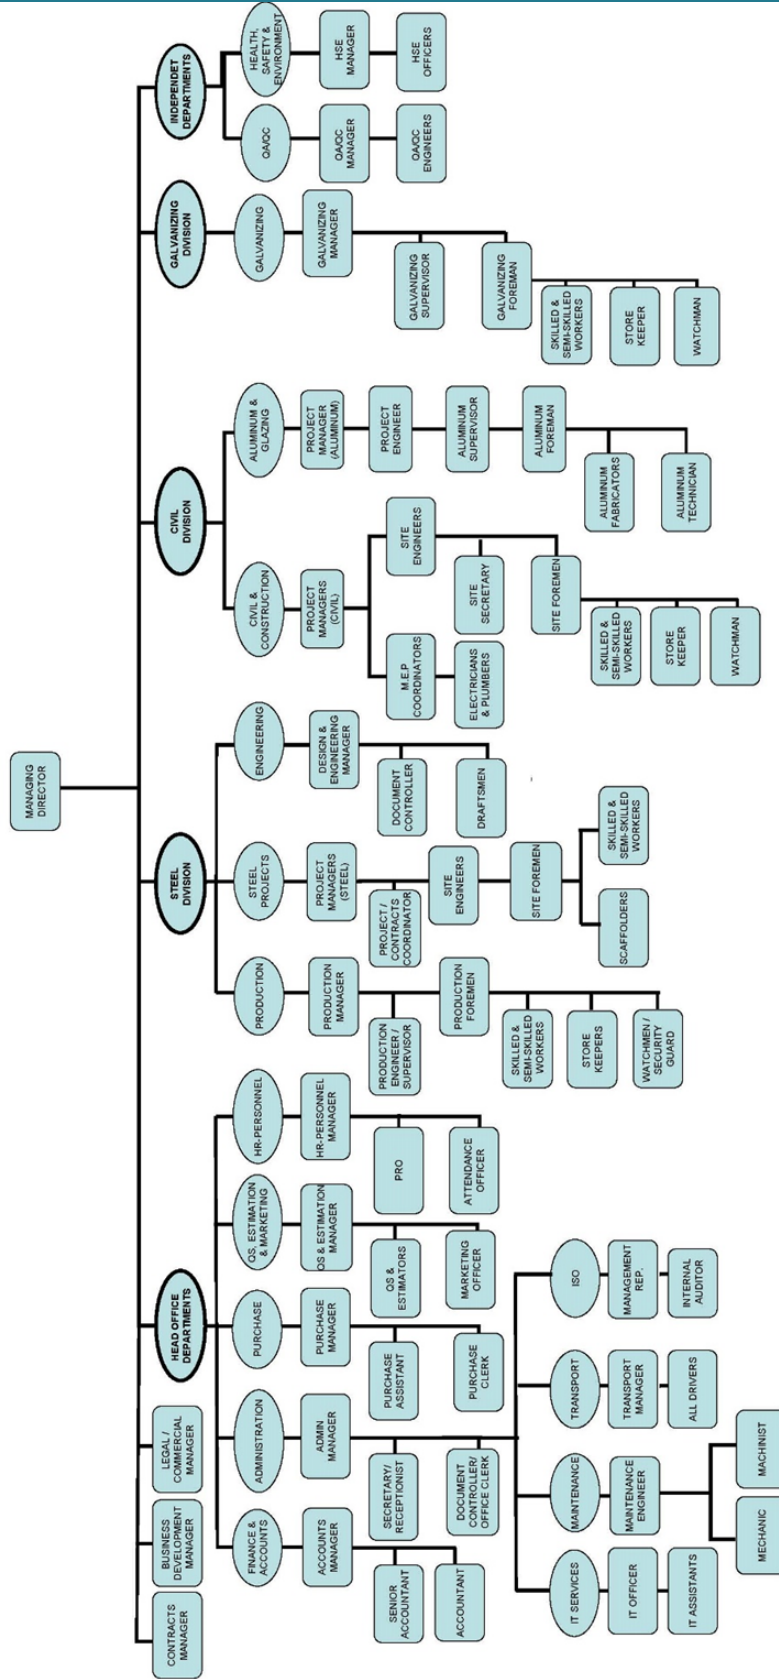 MANAGING
DIRECTOR
CONTRACTS
MANAGER
BUSINESS
DEVELOPMENT
MANAGER
LEGAL /
COMMERCIAL
MANAGER
HEAD OFFICE
DEPARTMENTS
STEEL
DIVISION
CIVIL
DIVISION
GALVANIZING
DIVISION
INDEPENDET
DEPARTMENTS
FINANCE &
ACCOUNTS
ADMINISTRATION
PURCHASE
QS, ESTIMATION
& MARKETING
HR-PERSONNEL
PRODUCTION
STEEL
PROJECTS
ENGINEERING
CIVIL &
CONSTRUCTION
ALUMINUM &
GLAZING
GALVANIZING
QA/QC
HEALTH,
SAFETY &
ENVIRONMENT
ACCOUNTS
MANAGER
ADMIN
MANAGER
PURCHASE
MANAGER
QS & ESTIMATION
MANAGER
HR-PERSONNEL
MANAGER
PRODUCTION
MANAGER
PROJECT
MANAGERS
(STEEL)
DESIGN &
ENGINEERING
MANAGER
PROJECT
MANAGERS
(CIVIL)
PROJECT
MANAGER
(ALUMINUM)
GALVANIZING
MANAGER
QA/QC
MANAGER
HSE
MANAGER
SENIOR
ACCOUNTANT
SECRETARY/
RECEPTIONIST
PURCHASE
ASSISTANT
QS &
ESTIMATORS
PRO
PRODUCTION
ENGINEER /
SUPERVISOR
PROJECT /
CONTRACTS
COORDINATOR
DOCUMENT
CONTROLLER
M.E.P
COORDINATORS
SITE
ENGINEERS
PROJECT
ENGINEER
GALVANIZING
SUPERVISOR
QA/QC
ENGINEERS
HSE
OFFICERS
ACCOUNTANT
DOCUMENT
CONTROLLER/
OFFICE CLERK
PURCHASE
CLERK
MARKETING
OFFICER
ATTENDANCE
OFFICER
PRODUCTION
FOREMEN
SITE
ENGINEERS
DRAFTSMEN
ELECTRICIANS
& PLUMBERS
SITE
SECRETARY
ALUMINUM
SUPERVISOR
GALVANIZING
FOREMAN
SKILLED &
SEMI-SKILLED
WORKERS
SITE FOREMEN
SITE FOREMEN
ALUMINUM
FOREMAN
SKILLED &
SEMI-SKILLED
WORKERS
IT SERVICES
MAINTENANCE
TRANSPORT
ISO
STORE
KEEPERS
SCAFFOLDERS
SKILLED &
SEMI-SKILLED
WORKERS
SKILLED &
SEMI-SKILLED
WORKERS
ALUMINUM
FABRICATORS
STORE
KEEPER
IT OFFICER
MAINTENANCE
ENGINEER
TRANSPORT
MANAGER
MANAGEMENT
REP.
WATCHMEN /
SECURITY
GUARD
STORE
KEEPER
ALUMINUM
TECHNICIAN
WATCHMAN
IT ASSISTANTS
ALL DRIVERS
INTERNAL
AUDITOR
WATCHMAN
MECHANIC
MACHINIST